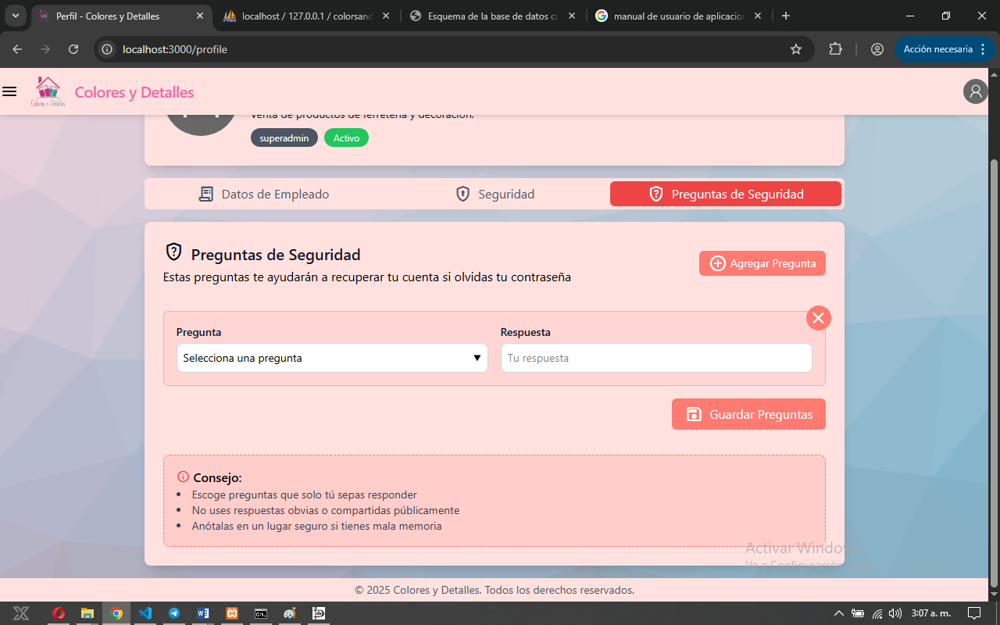 Perfil - Colores y Detalles
localhost / 127.0.0.1 / colorsand
Esquema de la base de datos co
manual de usuario de aplicacion
localhost:3000/profile
Acción necesaria
Colores y Detalles
Colores y Detalles
venta de productos de ferretería y decoración.
superadmin
Activo
Datos de Empleado
Seguridad
Preguntas de Seguridad
Preguntas de Seguridad
Agregar Pregunta
Estas preguntas te ayudarán a recuperar tu cuenta si olvidas tu contraseña
Pregunta
Respuesta
Selecciona una pregunta
Tu respuesta
Guardar Preguntas
Consejo:
Escoge preguntas que solo tú sepas responder
No uses respuestas obvias o compartidas públicamente
Anótalas en un lugar seguro si tienes mala memoria
Activar Windows
Ve a Configuración
© 2025 Colores y Detalles. Todos los derechos reservados.
3:07 a. m.